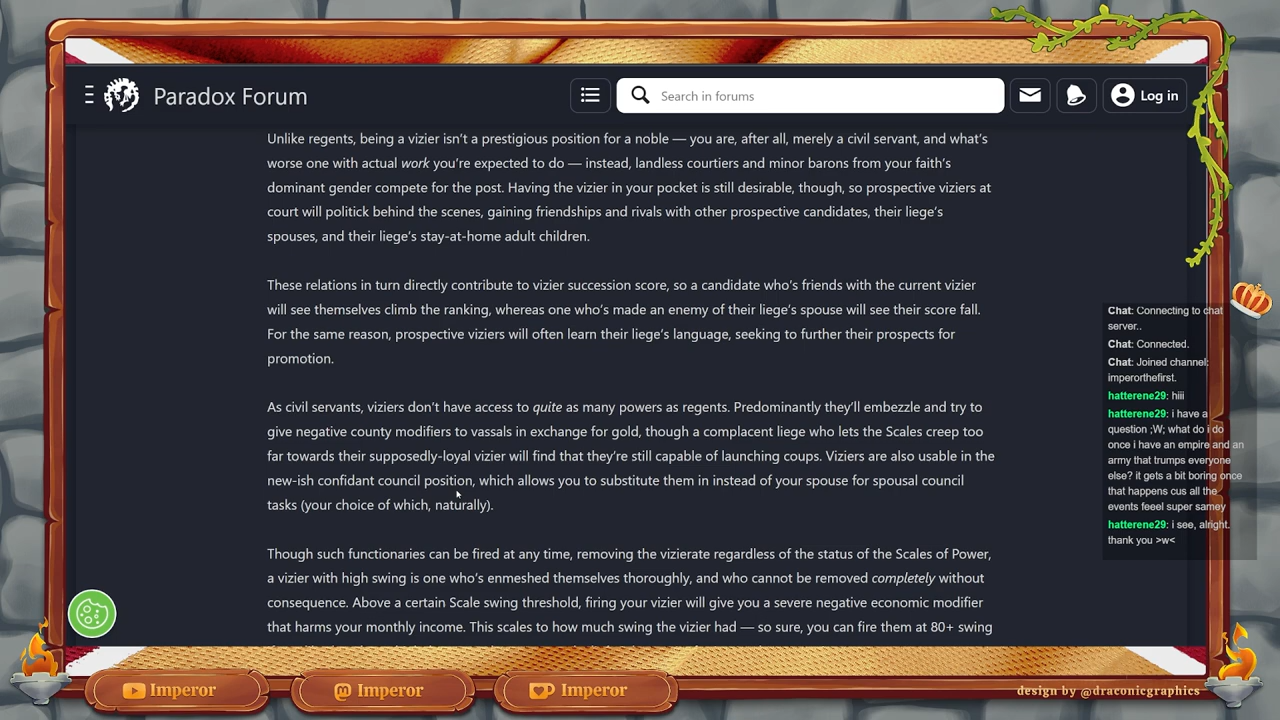 Paradox Forum
Search in forums
Log in
Unlike regents, being a vizier isn't a prestigious position for a noble — you are, after all, merely a civil servant, and what's
worse one with actual work you're expected to do — instead, landless courtiers and minor barons from your faith's
dominant gender compete for the post. Having the vizier in your pocket is still desirable, though, so prospective viziers at
court will politick behind the scenes, gaining friendships and rivals with other prospective candidates, their liege's
spouses, and their liege's stay-at-home adult children.
These relations in turn directly contribute to vizier succession score, so a candidate who's friends with the current vizier
will see themselves climb the ranking, whereas one who's made an enemy of their liege's spouse will see their score fall.
For the same reason, prospective viziers will often learn their liege's language, seeking to further their prospects for
promotion.
As civil servants, viziers don't have access to quite as many powers as regents. Predominantly they'll embezzle and try to
give negative county modifiers to vassals in exchange for gold, though a complacent liege who lets the Scales creep too
far towards their supposedly-loyal vizier will find that they're still capable of launching coups. Viziers are also usable in the
new-ish confidant council position, which allows you to substitute them in instead of your spouse for spousal council
tasks (your choice of which, naturally).
Though such functionaries can be fired at any time, removing the vizierate regardless of the status of the Scales of Power,
a vizier with high swing is one who's enmeshed themselves thoroughly, and who cannot be removed completely without
consequence. Above a certain Scale swing threshold, firing your vizier will give you a severe negative economic modifier
that harms your monthly income. This scales to how much swing the vizier had — so sure, you can fire them at 80+ swing
Chat: Connecting to chat
server..
Chat: Connected.
Chat: Joined channel:
imperorthefirst.
hatterene29: hiii
hatterene29: i have a
question ;W; what do i do
once i have an empire and an
army that trumps everyone
else? it gets a bit boring once
that happens cus all the
events feeel super samey
hatterene29: i see, alright.
thank you >w<
Imperor
Imperor
Imperor
design by @draconicgraphics